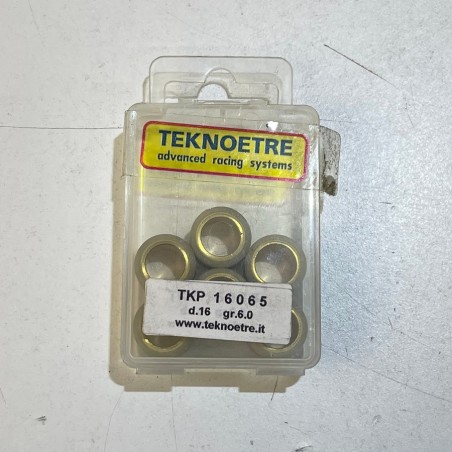 TEKNOETRE
advanced racing systems
TKP 16065
d.16 gr.6.0
www.teknoetre.it